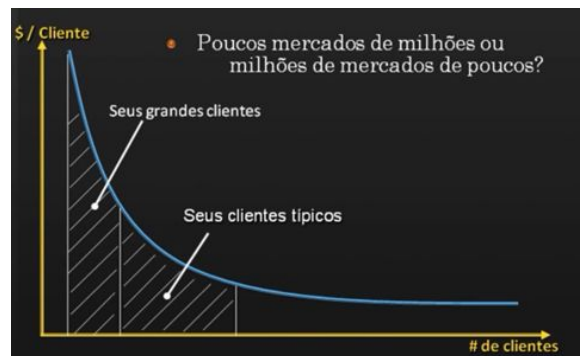 $ / Cliente
Poucos mercados de milhões ou
milhões de mercados de poucos?
Seus grandes clientes
Seus clientes típicos
# de clientes